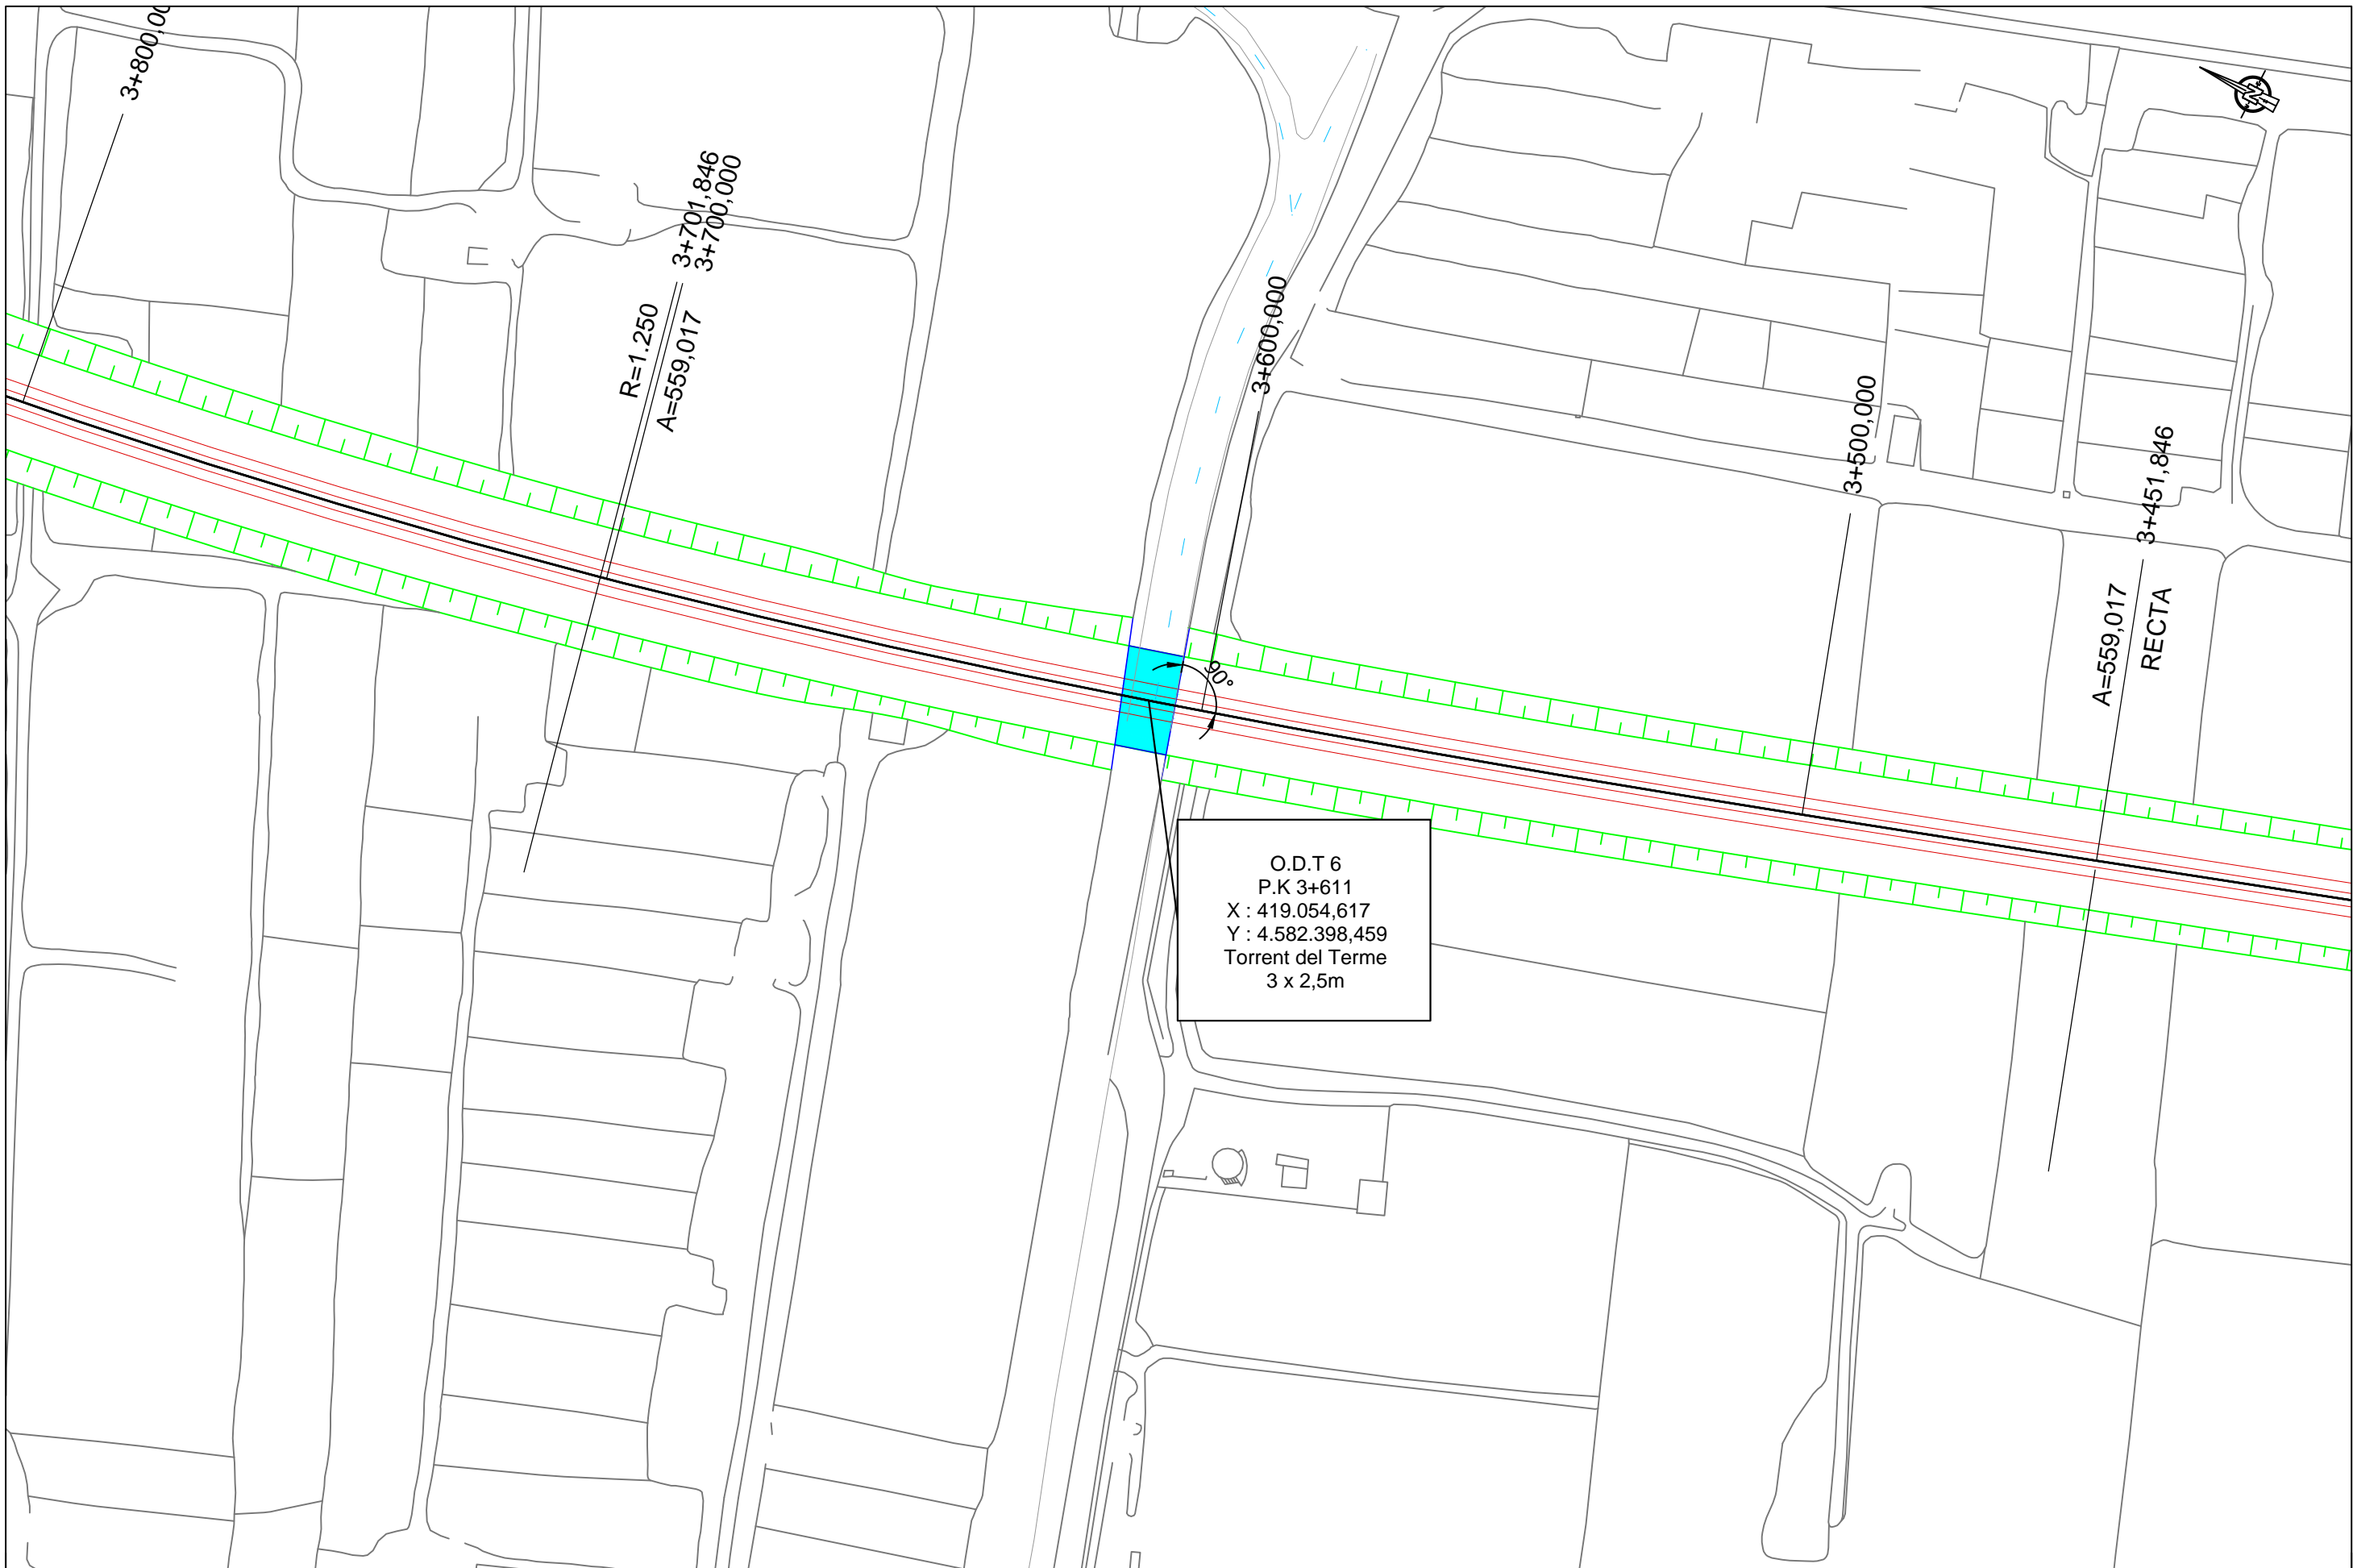 3+800,00
3+701,846
3+700,000
R=1.250
A=559,017
3+600,000
3+500,000
3+451,846
A=559,017
RECTA
N
90°
O.D.T 6
P.K 3+611
X : 419.054,617
Y : 4.582.398,459
Torrent del Terme
3 x 2,5m